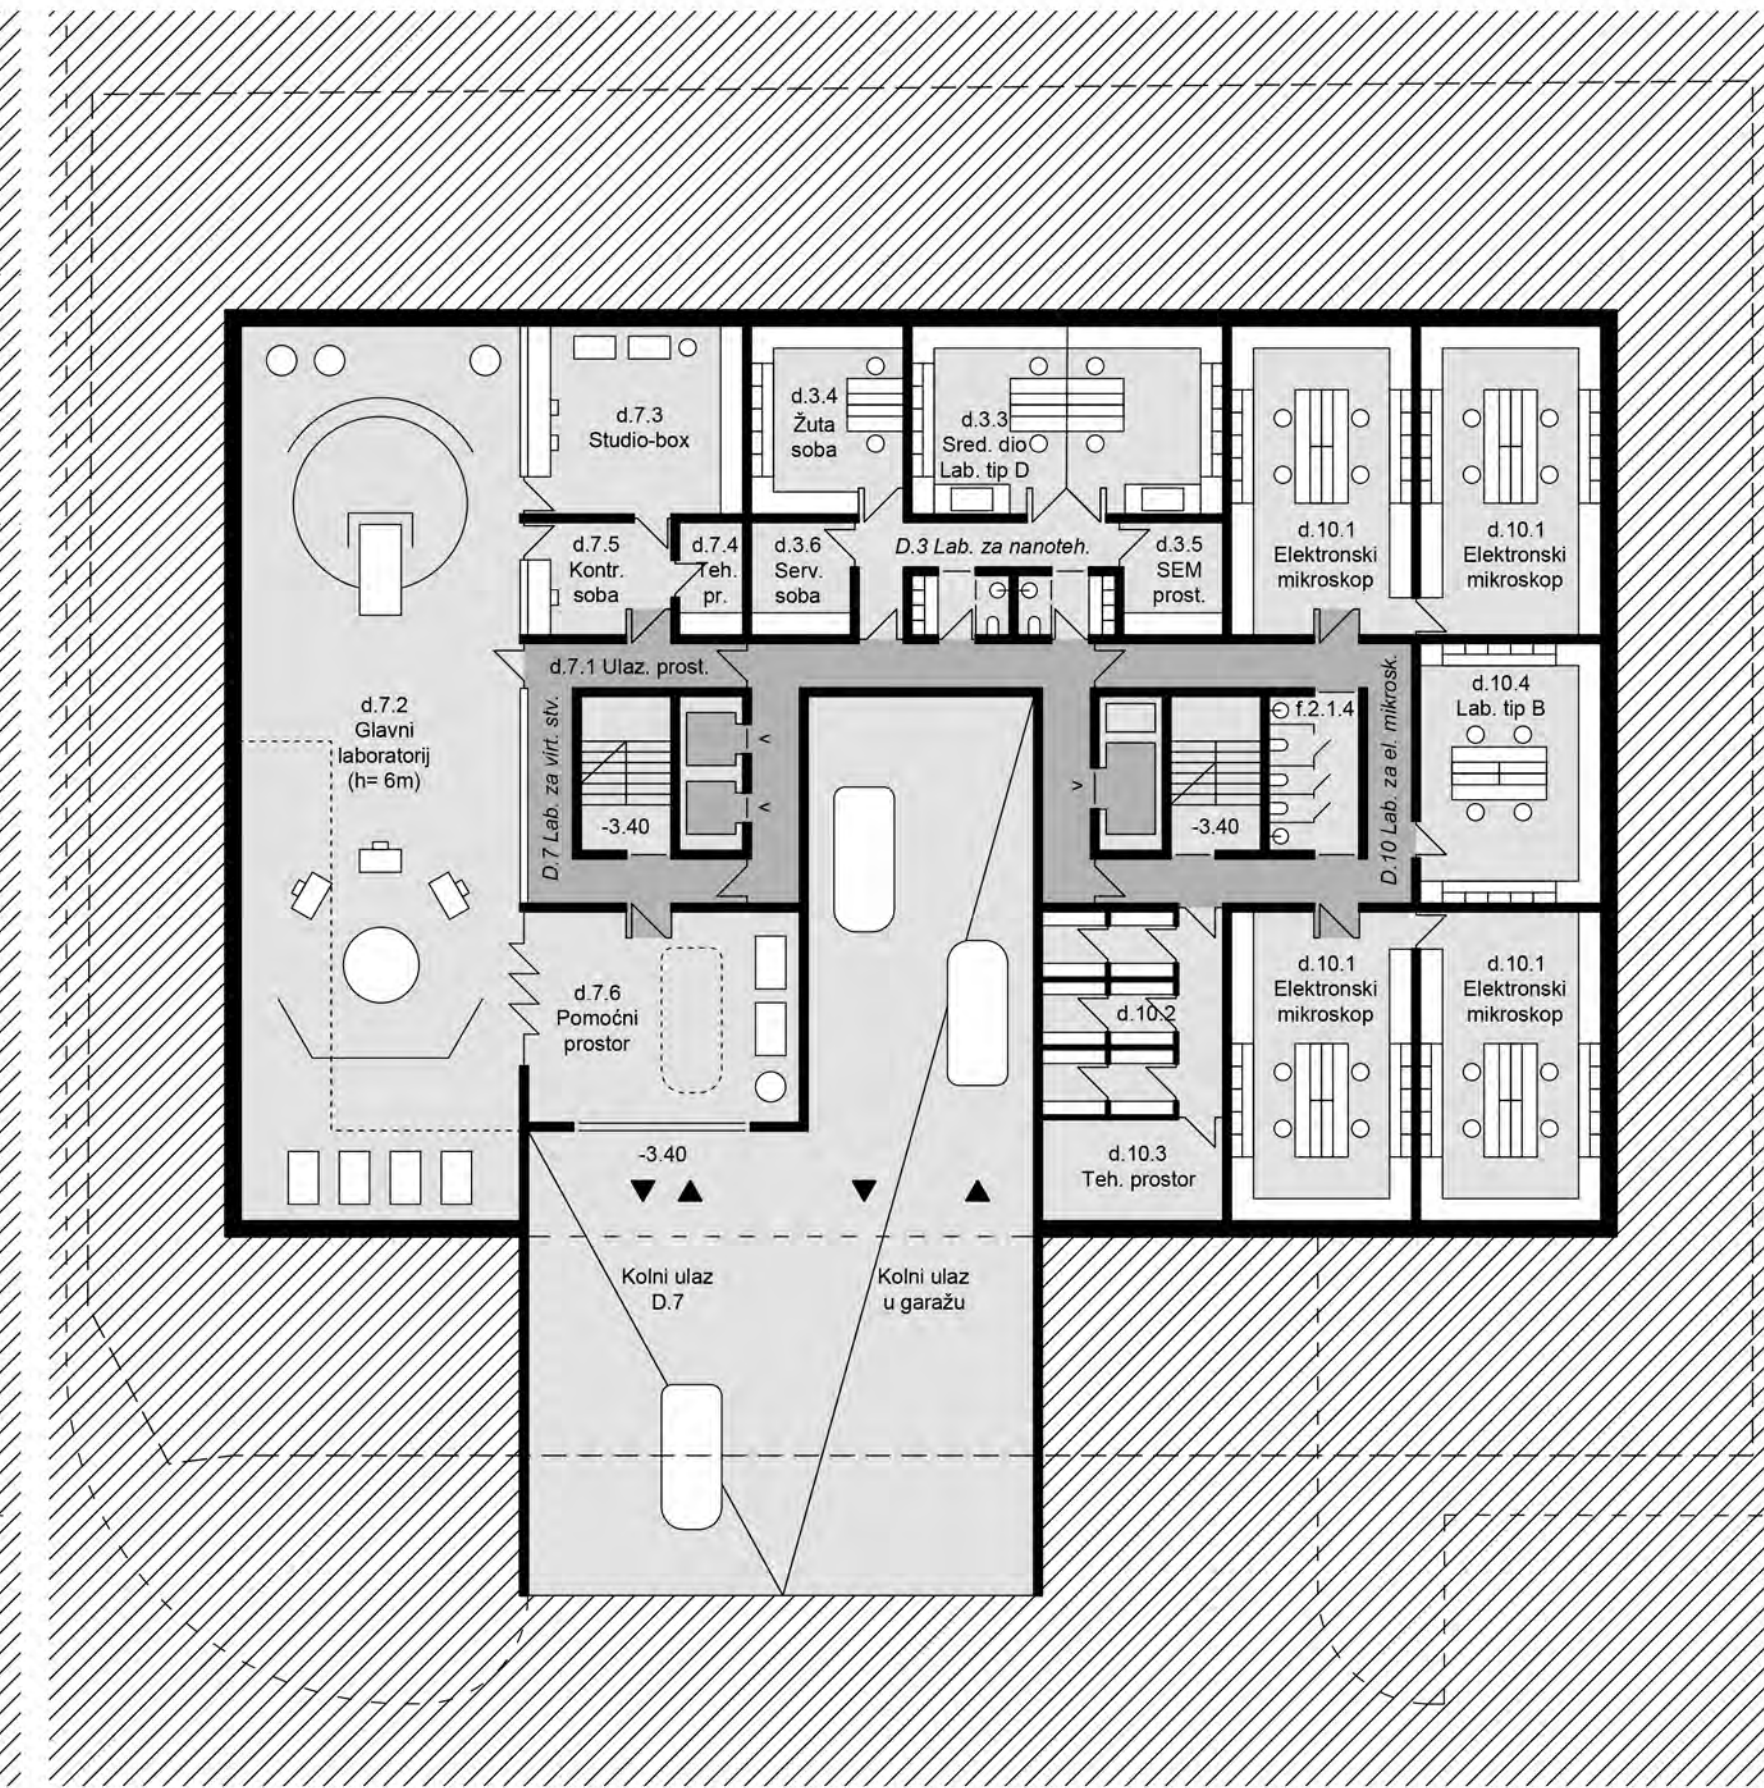 d.7.3
Studio-box
d.3.4
Žuta
soba
d.3.3
Sred. dio
Lab. tip D
d.10.1
Elektronski
mikroskop
d.10.1
Elektronski
mikroskop
d.7.5
Kontr.
soba
d.7.4
Teh.
pr.
d.3.6
Serv.
soba
D.3 Lab. za nanoteh.
d.3.5
SEM
prost.
d.7.1 Ulaz. prost.
d.7.2
Glavni
laboratorij
(h= 6m)
D.7 Lab. za virt. stv.
-3.40
<
<
>
-3.40
f.2.1.4
D.10 Lab. za el. mikrosk.
d.10.4
Lab. tip B
d.7.6
Pomoćni
prostor
d.10.2
d.10.1
Elektronski
mikroskop
d.10.1
Elektronski
mikroskop
-3.40
d.10.3
Teh. prostor
Kolni ulaz
D.7
Kolni ulaz
u garažu